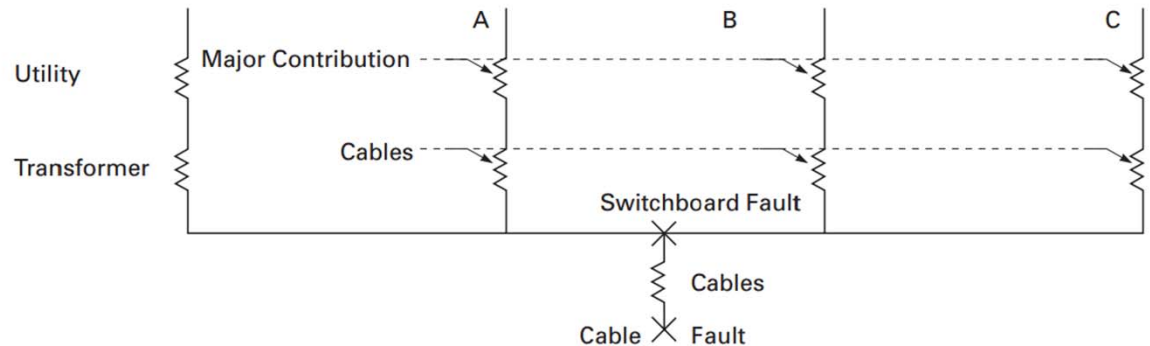 A B C
Major Contribution
Utility
Cables
Transformer
Switchboard Fault
Cables
Cable Fault